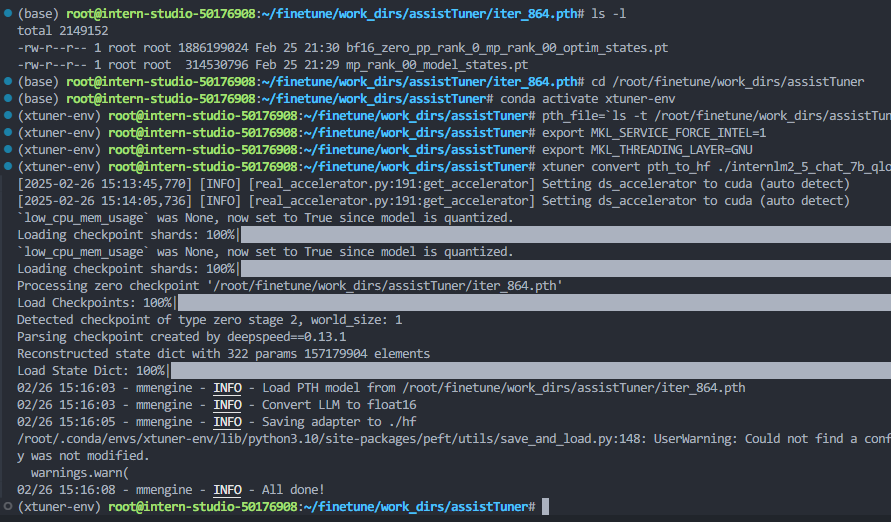 (base) root@intern-studio-50176908:~/finetune/work_dirs/assistTuner/iter_864.pth# ls -l
total 2149152
-rw-r--r-- 1 root root 1886199024 Feb 25 21:30 bf16_zero_pp_rank_0_mp_rank_00_optim_states.pt
-rw-r--r-- 1 root root  314530796 Feb 25 21:29 mp_rank_00_model_states.pt
(base) root@intern-studio-50176908:~/finetune/work_dirs/assistTuner/iter_864.pth# cd /root/finetune/work_dirs/assistTuner
(base) root@intern-studio-50176908:~/finetune/work_dirs/assistTuner# conda activate xtuner-env
(xtuner-env) root@intern-studio-50176908:~/finetune/work_dirs/assistTuner# pth_file=`ls -t /root/finetune/work_dirs/assistTun
(xtuner-env) root@intern-studio-50176908:~/finetune/work_dirs/assistTuner# export MKL_SERVICE_FORCE_INTEL=1
(xtuner-env) root@intern-studio-50176908:~/finetune/work_dirs/assistTuner# export MKL_THREADING_LAYER=GNU
(xtuner-env) root@intern-studio-50176908:~/finetune/work_dirs/assistTuner# xtuner convert pth_to_hf ./internlm2_5_chat_7b_qlo
[2025-02-26 15:13:45,770] [INFO] [real_accelerator.py:191:get_accelerator] Setting ds_accelerator to cuda (auto detect)
[2025-02-26 15:14:05,736] [INFO] [real_accelerator.py:191:get_accelerator] Setting ds_accelerator to cuda (auto detect)
`low_cpu_mem_usage` was None, now set to True since model is quantized.
Loading checkpoint shards: 100%|
`low_cpu_mem_usage` was None, now set to True since model is quantized.
Loading checkpoint shards: 100%|
Processing zero checkpoint '/root/finetune/work_dirs/assistTuner/iter_864.pth'
Load Checkpoints: 100%|
Detected checkpoint of type zero stage 2, world_size: 1
Parsing checkpoint created by deepspeed==0.13.1
Reconstructed state dict with 322 params 157179904 elements
Load State Dict: 100%|
02/26 15:16:03 - mmengine - INFO - Load PTH model from /root/finetune/work_dirs/assistTuner/iter_864.pth
02/26 15:16:03 - mmengine - INFO - Convert LLM to float16
02/26 15:16:05 - mmengine - INFO - Saving adapter to ./hf
/root/.conda/envs/xtuner-env/lib/python3.10/site-packages/peft/utils/save_and_load.py:148: UserWarning: Could not find a conf
y was not modified.
  warnings.warn(
02/26 15:16:08 - mmengine - INFO - All done!
(xtuner-env) root@intern-studio-50176908:~/finetune/work_dirs/assistTuner#